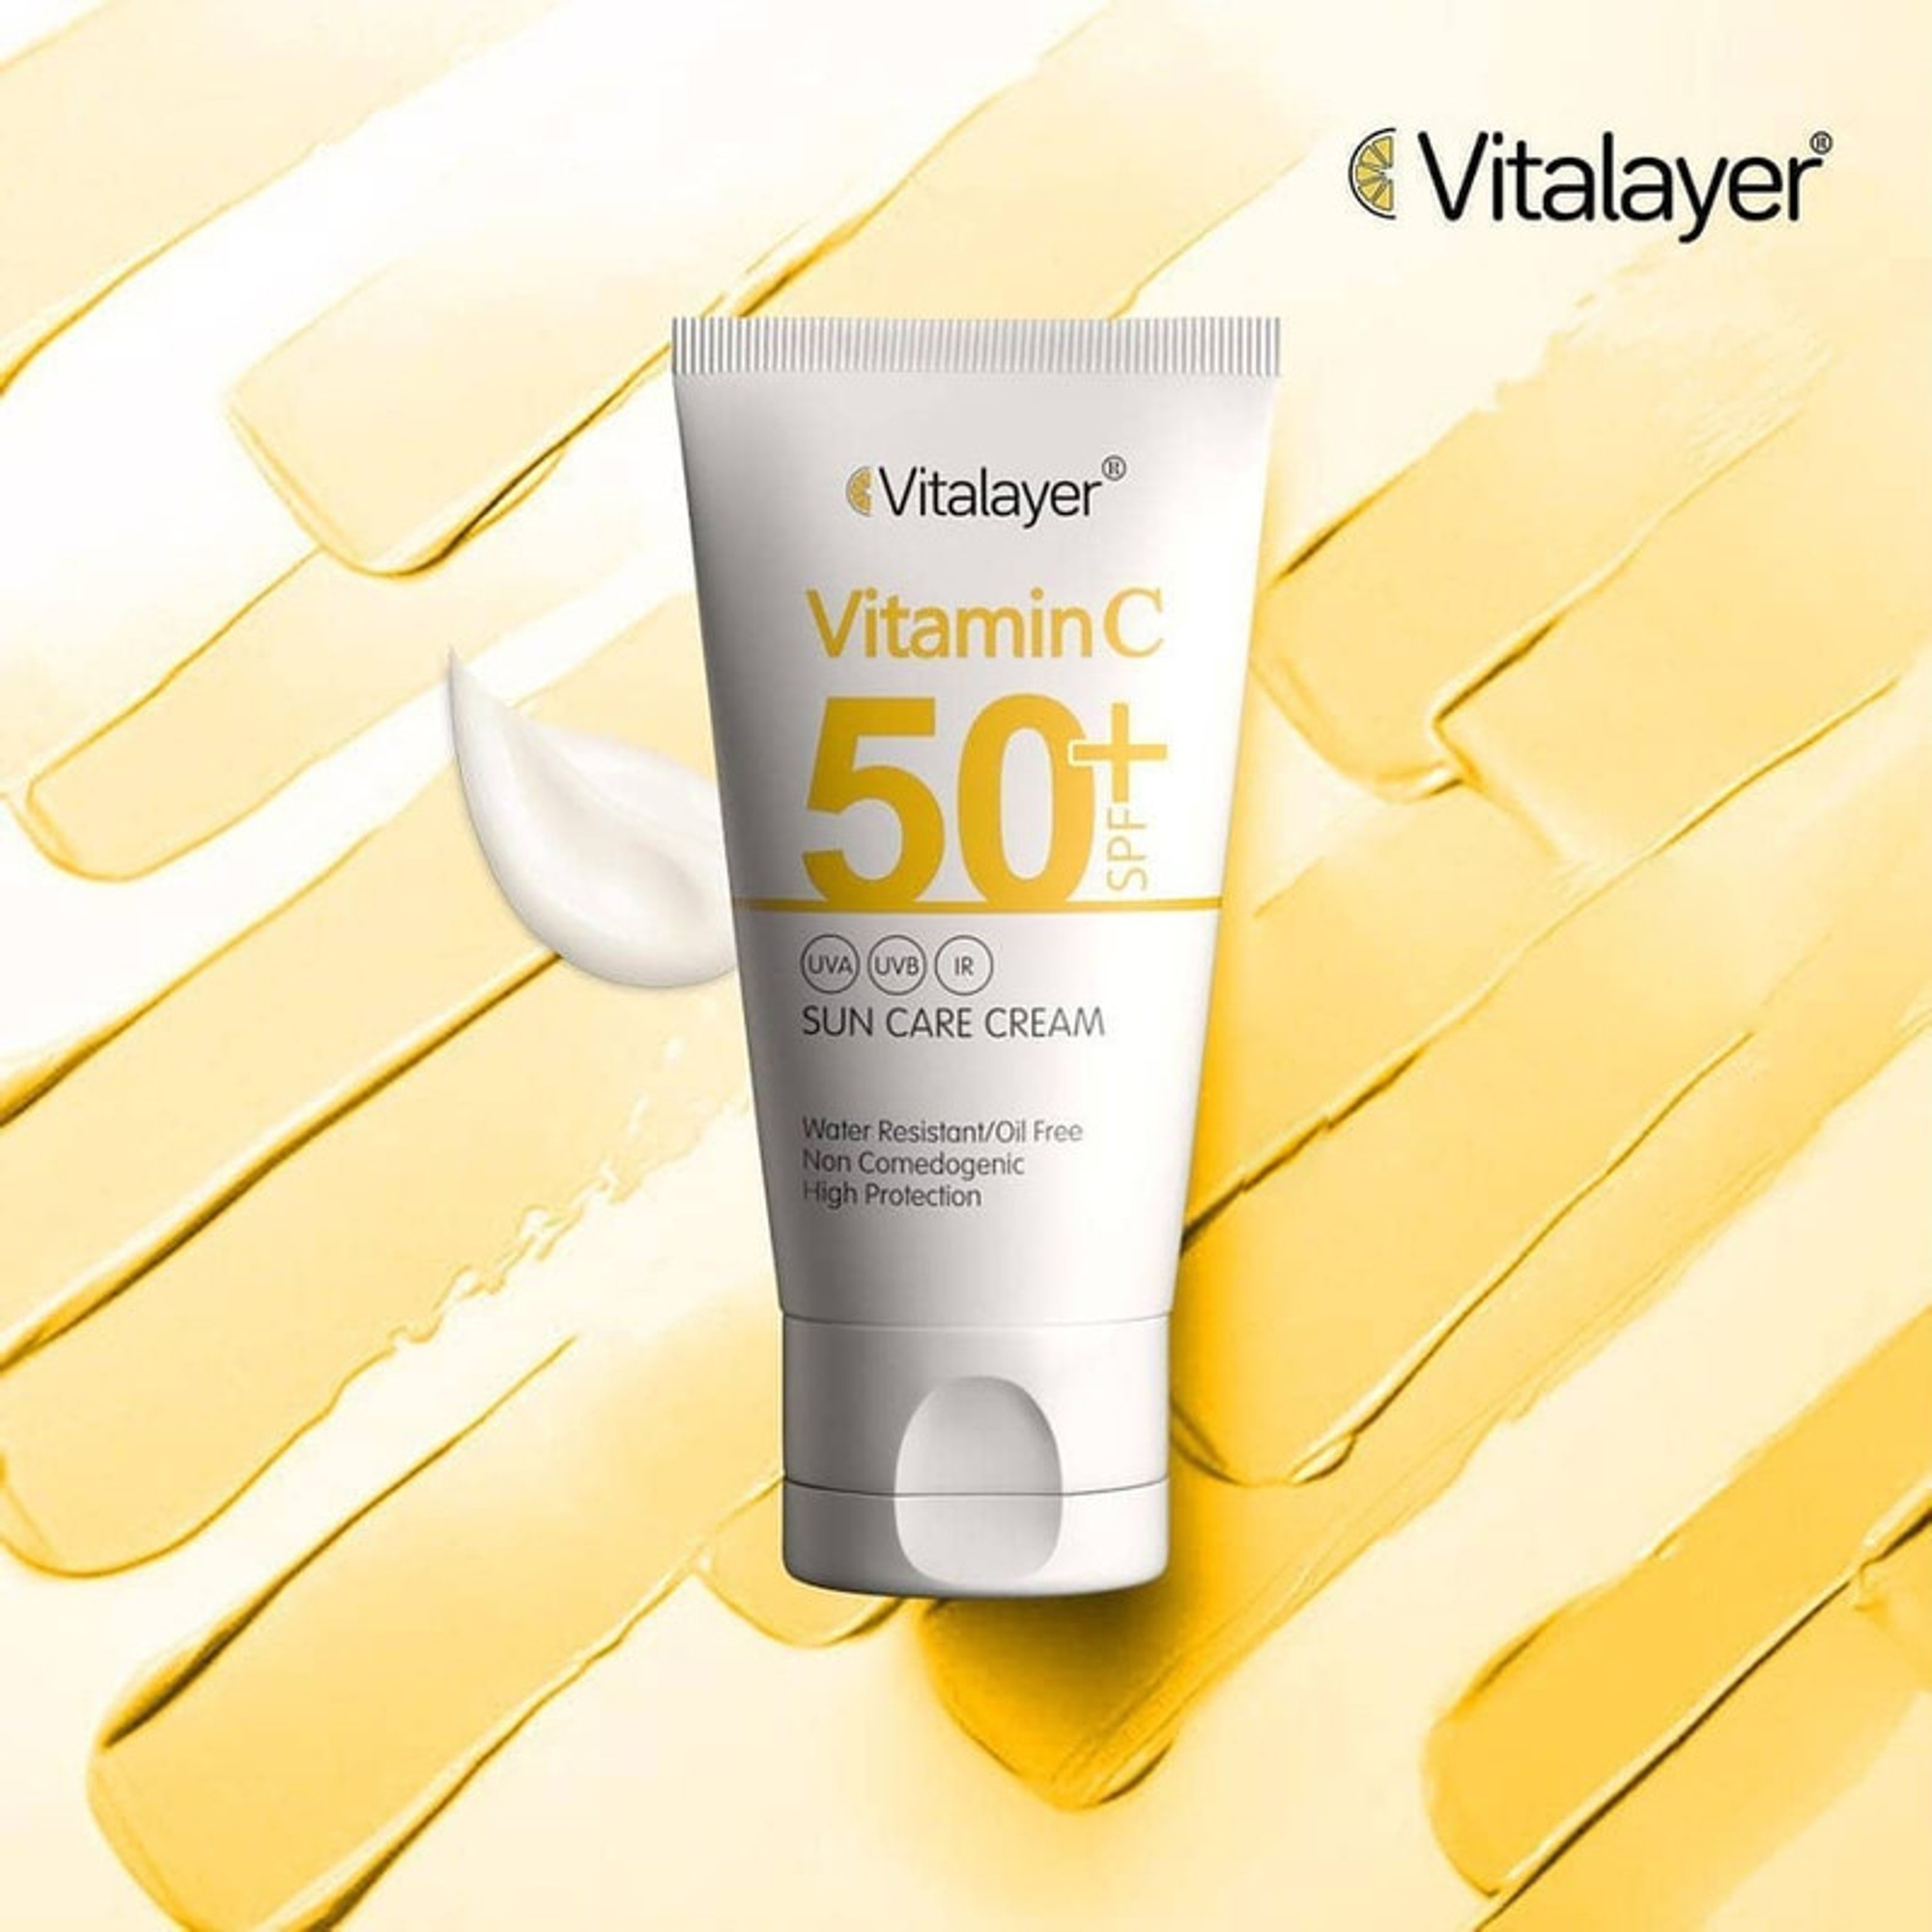 Vitalayer®
Vitalayer®
Vitamin C
50+
SPF
UVA UVB IR
SUN CARE CREAM
Water Resistant/Oil Free
Non Comedogenic
High Protection